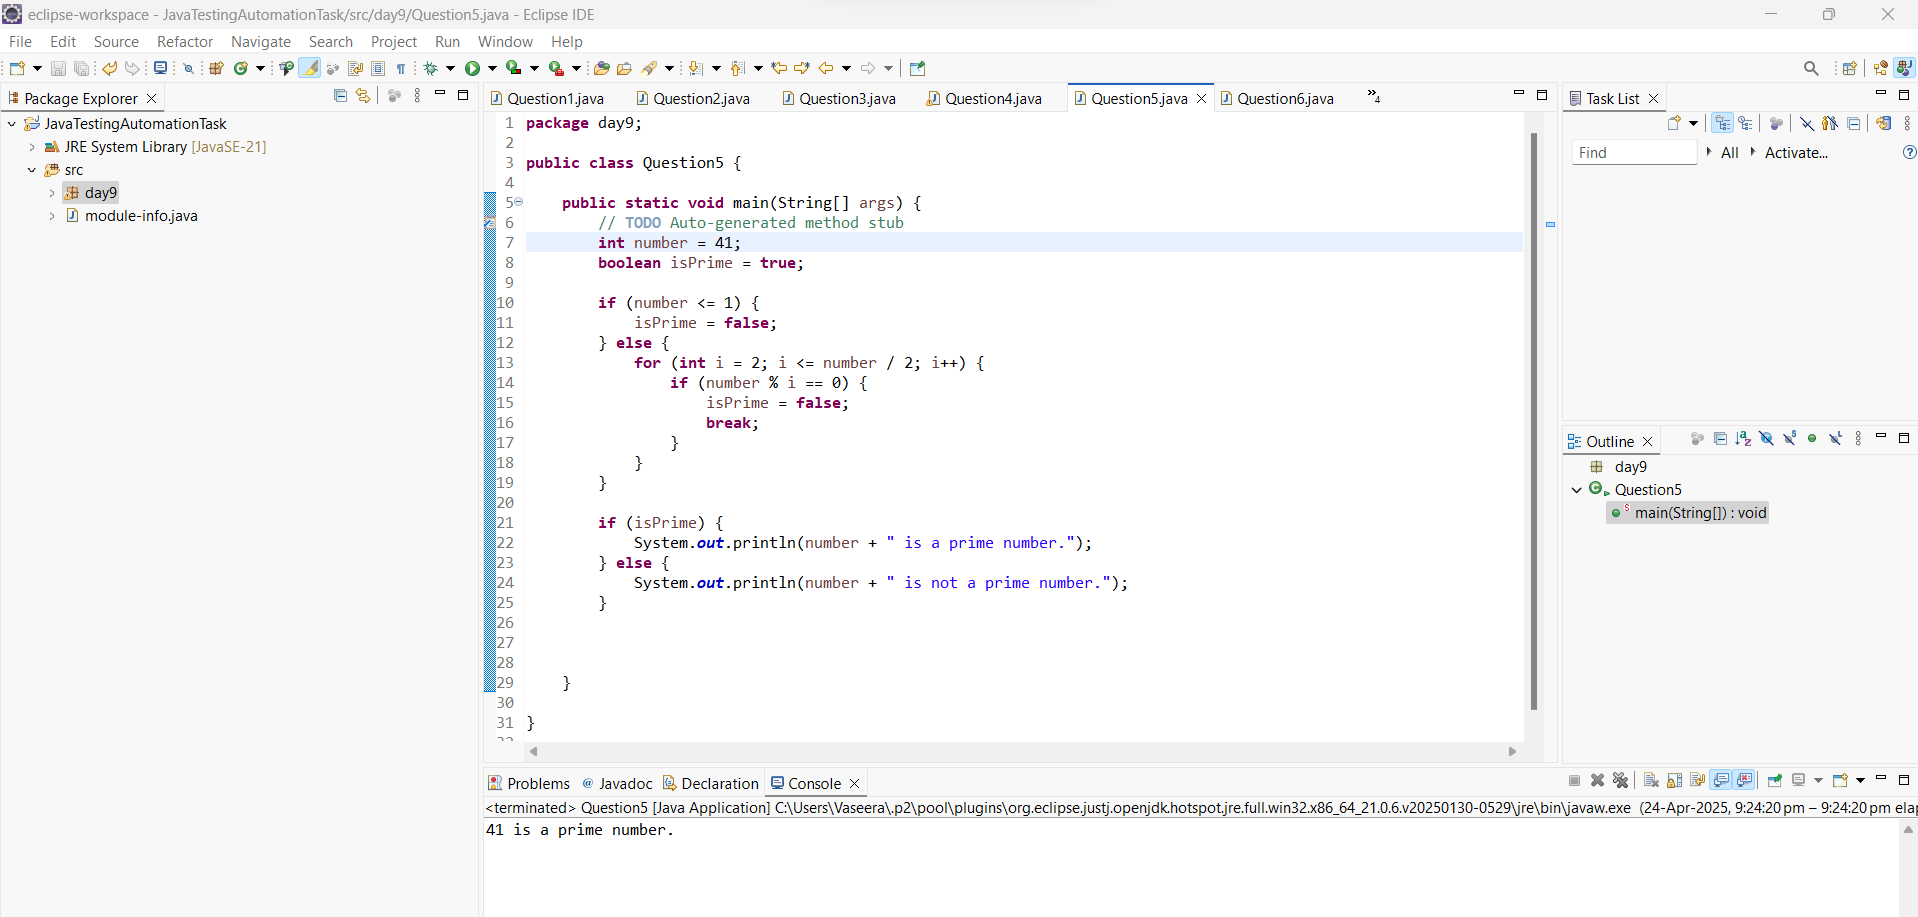 eclipse-workspace - JavaTestingAutomationTask/src/day9/Question5.java - Eclipse IDE
File Edit Source Refactor Navigate Search Project Run Window Help
Package Explorer
JavaTestingAutomationTask
JRE System Library [JavaSE-21]
src
day9
module-info.java
Question1.java Question2.java Question3.java Question4.java Question5.java Question6.java »4
1 package day9;
2
3 public class Question5 {
4
5 public static void main(String[] args) {
6 // TODO Auto-generated method stub
7 int number = 41;
8 boolean isPrime = true;
9
10 if (number <= 1) {
11 isPrime = false;
12 } else {
13 for (int i = 2; i <= number / 2; i++) {
14 if (number % i == 0) {
15 isPrime = false;
16 break;
17 }
18 }
19 }
20
21 if (isPrime) {
22 System.out.println(number + " is a prime number.");
23 } else {
24 System.out.println(number + " is not a prime number.");
25 }
26
27
28
29 }
30
31 }
Task List
Find All Activate...
Outline
day9
Question5
main(String[]) : void
Problems @ Javadoc Declaration Console
<terminated> Question5 [Java Application] C:\Users\Vaseera\.p2\pool\plugins\org.eclipse.justj.openjdk.hotspot.jre.full.win32.x86_64_21.0.6.v20250130-0529\jre\bin\javaw.exe (24-Apr-2025, 9:24:20 pm – 9:24:20 pm elap
41 is a prime number.